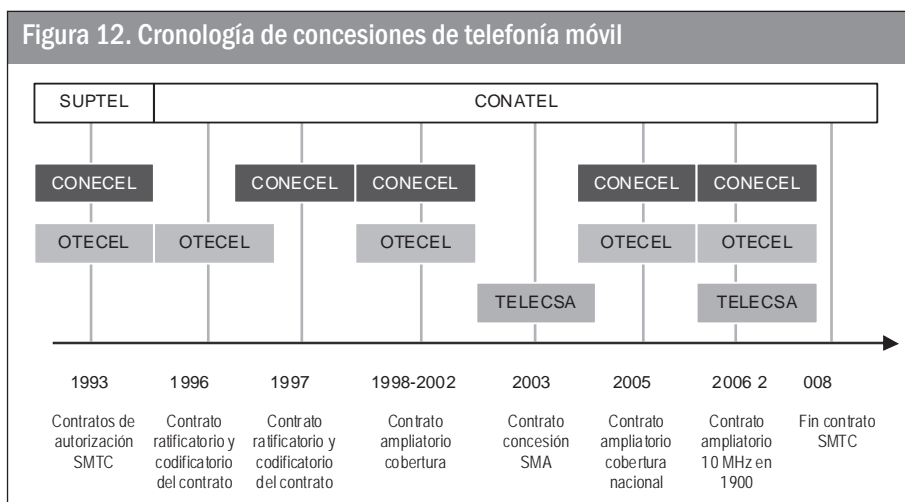 Figura 12. Cronología de concesiones de telefonía móvil
SUPTEL CONATEL
CONECEL CONECEL CONECEL CONECEL CONECEL
OTECEL OTECEL OTECEL OTECEL OTECEL
TELECSA TELECSA
1993 1996 1997 1998-2002 2003 2005 2006 2 008
Contratos de Contrato Contrato Contrato Contrato Contrato Contrato Fin contrato
autorización ratificatorio y ratificatorio y ampliatorio concesión ampliatorio ampliatorio SMTC
SMTC codificatorio codificatorio cobertura SMA cobertura 10 MHz en
del contrato del contrato nacional 1900